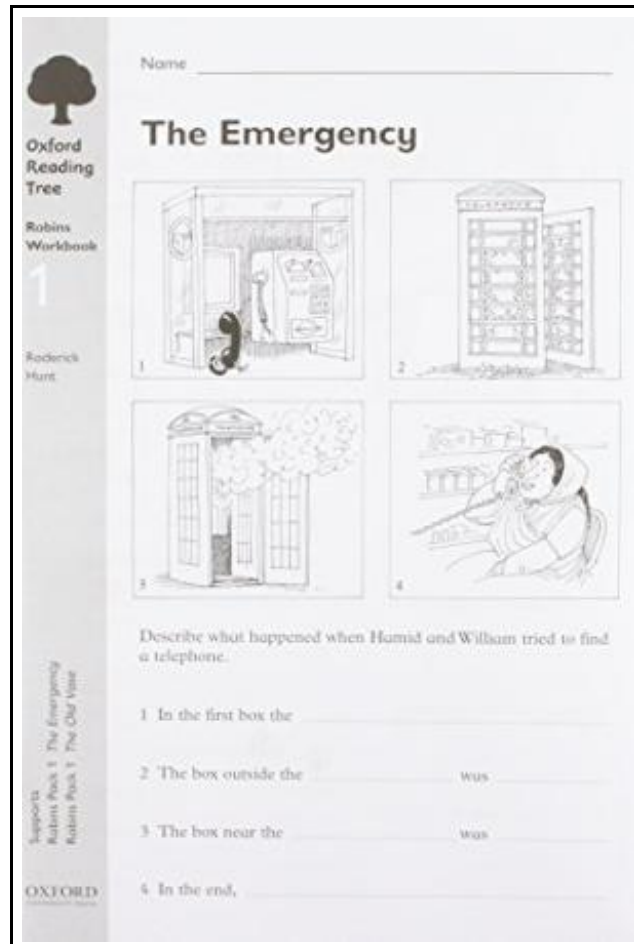 Name
The Emergency
Oxford
Reading
Tree
Robins
Workbook
1
Roderick
Hunt
1
2
TELEPHONE
3
4
Describe what happened when Hamid and William tried to find
a telephone.
1 In the first box the
2 The box outside the was
3 The box near the was
4 In the end,
Supports
Robins Pack 1 The Emergency
Robins Pack 1 The Old Vase
OXFORD